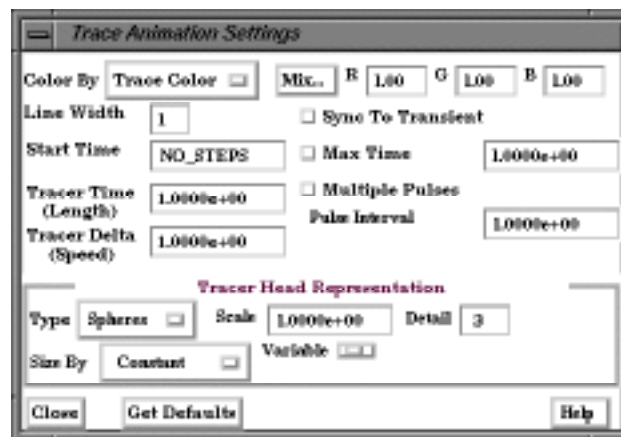 Trace Animation Settings
Color By Trace Color Mix.. R 1.00 G 1.00 B 1.00
Line Width 1 Sync To Transient
Start Time NO_STEPS Max Time 1.0000e+00
Tracer Time (Length) 1.0000e+00 Multiple Pulses
Pulse Interval 1.0000e+00
Tracer Delta (Speed) 1.0000e+00
Tracer Head Representation
Type Spheres Scale 1.0000e+00 Detail 3
Size By Constant Variable
Close Get Defaults Help